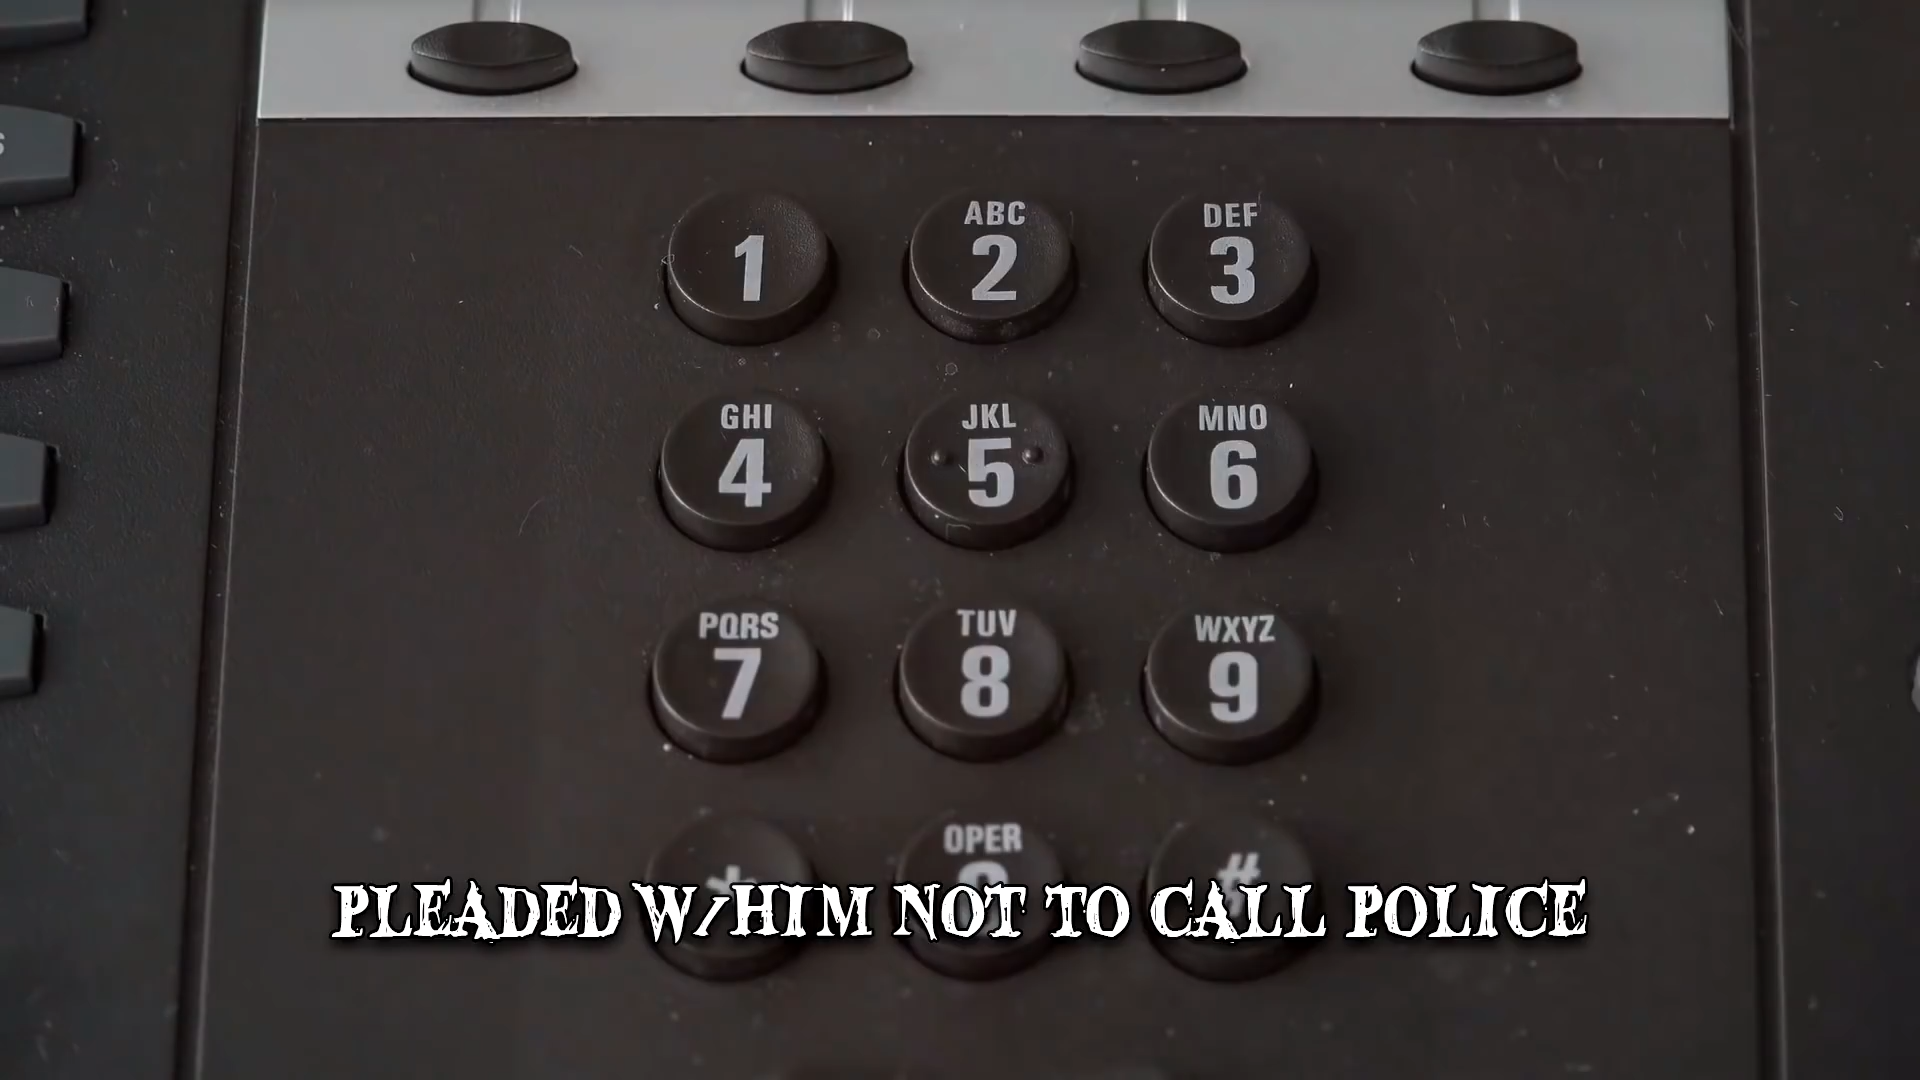 1
ABC
2
DEF
3
GHI
4
JKL
5
MNO
6
PQRS
7
TUV
8
WXYZ
9
*
OPER
#
PLEADED W/HIM NOT TO CALL POLICE